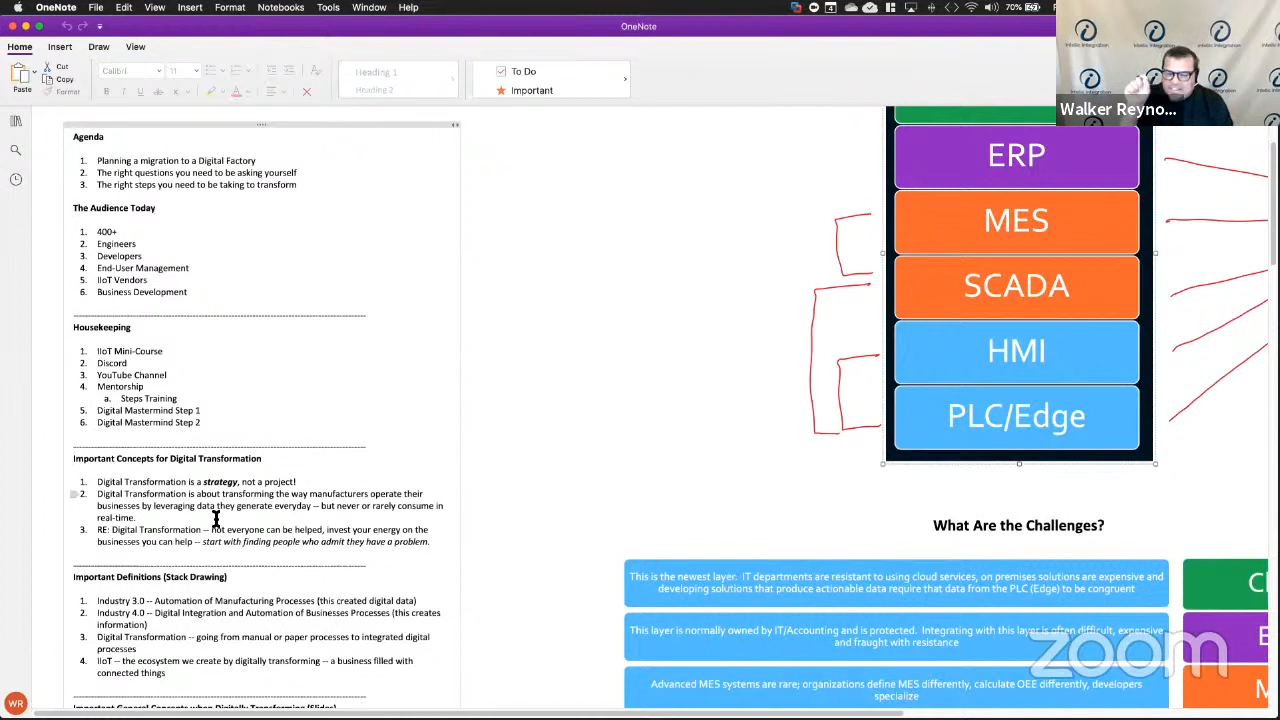 OneNote Edit View Insert Format Notebooks Tools Window Help
70%
OneNote
Home Insert Draw View
Paste
Cut
Copy
Format
Calibri 11
Heading 1
Heading 2
To Do
Important
intellic integration
Walker Reyno...
Agenda
1. Planning a migration to a Digital Factory
2. The right questions you need to be asking yourself
3. The right steps you need to be taking to transform
The Audience Today
1. 400+
2. Engineers
3. Developers
4. End-User Management
5. IIoT Vendors
6. Business Development
Housekeeping
1. IIoT Mini-Course
2. Discord
3. YouTube Channel
4. Mentorship
a. Steps Training
5. Digital Mastermind Step 1
6. Digital Mastermind Step 2
Important Concepts for Digital Transformation
1. Digital Transformation is a strategy, not a project!
2. Digital Transformation is about transforming the way manufacturers operate their
businesses by leveraging data they generate everyday -- but never or rarely consume in
real-time.
3. RE: Digital Transformation -- not everyone can be helped, invest your energy on the
businesses you can help -- start with finding people who admit they have a problem.
Important Definitions (Stack Drawing)
1. Industry 3.0 -- Automation of Manufacturing Processes (this created digital data)
2. Industry 4.0 -- Digital Integration and Automation of Businesses Processes (this creates
information)
3. Digital Transformation -- going from manual or paper processes to integrated digital
processes
4. IIoT -- the ecosystem we create by digitally transforming -- a business filled with
connected things
Important General Concepts when Digitally Transforming (Slides)
WR
ERP
MES
SCADA
HMI
PLC/Edge
What Are the Challenges?
This is the newest layer. IT departments are resistant to using cloud services, on premises solutions are expensive and
developing solutions that produce actionable data require that data from the PLC (Edge) to be congruent
This layer is normally owned by IT/Accounting and is protected. Integrating with this layer is often difficult, expensive
and fraught with resistance
Advanced MES systems are rare; organizations define MES differently, calculate OEE differently, developers
specialize
zoom